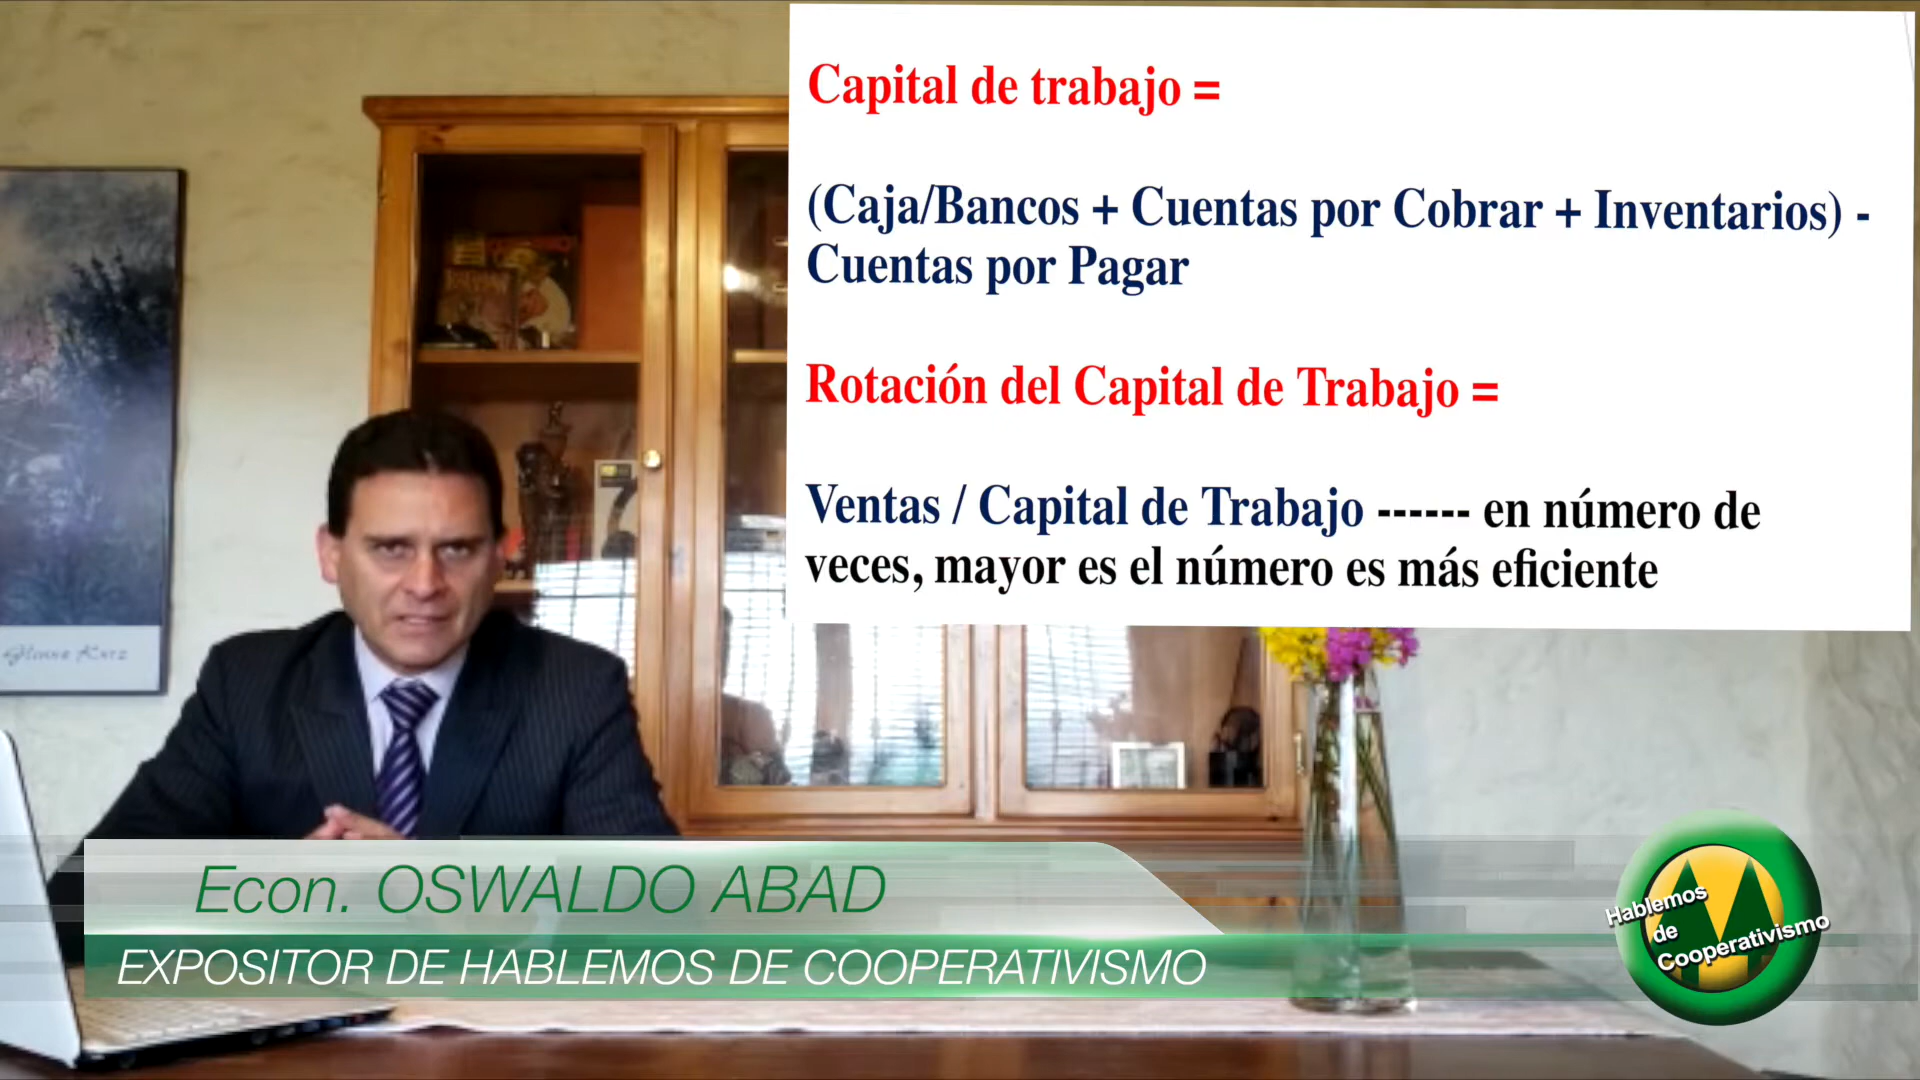 Capital de trabajo =
(Caja/Bancos + Cuentas por Cobrar + Inventarios) -
Cuentas por Pagar
Rotación del Capital de Trabajo =
Ventas / Capital de Trabajo ------ en número de
veces, mayor es el número es más eficiente
Econ. OSWALDO ABAD
EXPOSITOR DE HABLEMOS DE COOPERATIVISMO
Hablemos
de
Cooperativismo